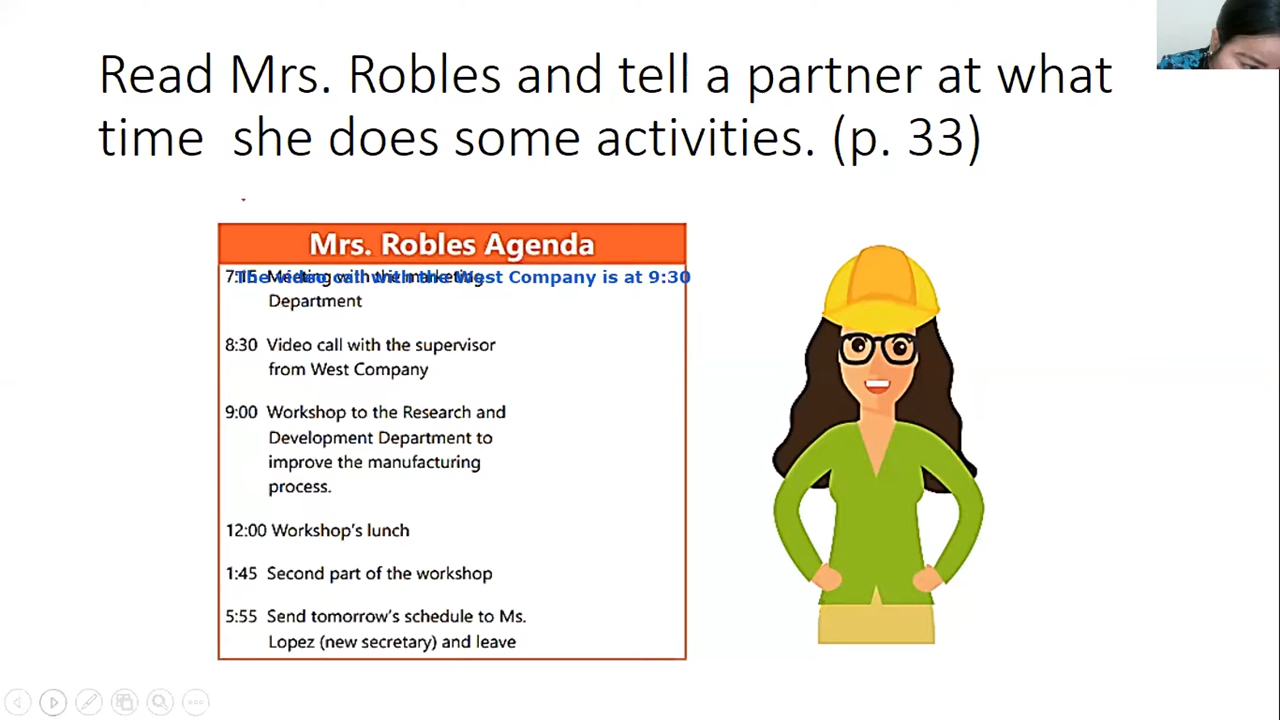 Read Mrs. Robles and tell a partner at what
time she does some activities. (p. 33)
Mrs. Robles Agenda
7:15 Meeting with the marketing
The video call with the West Company is at 9:30
Department
8:30 Video call with the supervisor
from West Company
9:00 Workshop to the Research and
Development Department to
improve the manufacturing
process.
12:00 Workshop's lunch
1:45 Second part of the workshop
5:55 Send tomorrow's schedule to Ms.
Lopez (new secretary) and leave